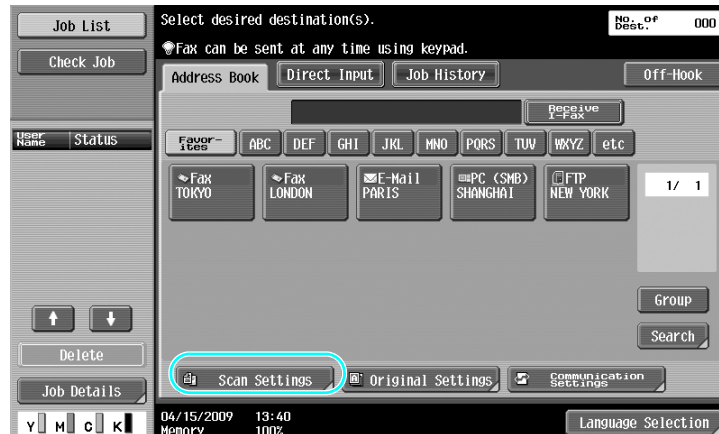 Job List
Check Job
User Name
Status
Delete
Job Details
Y M C K
Select desired destination(s).
No. of Dest. 000
Fax can be sent at any time using keypad.
Address Book
Direct Input
Job History
Off-Hook
Receive I-Fax
Favor-ites
ABC
DEF
GHI
JKL
MNO
PQRS
TUV
WXYZ
etc
Fax
TOKYO
Fax
LONDON
E-Mail
PARIS
PC (SMB)
SHANGHAI
FTP
NEW YORK
1/ 1
Group
Search
Scan Settings
Original Settings
Communication Settings
04/15/2009 13:40
Memory 100%
Language Selection